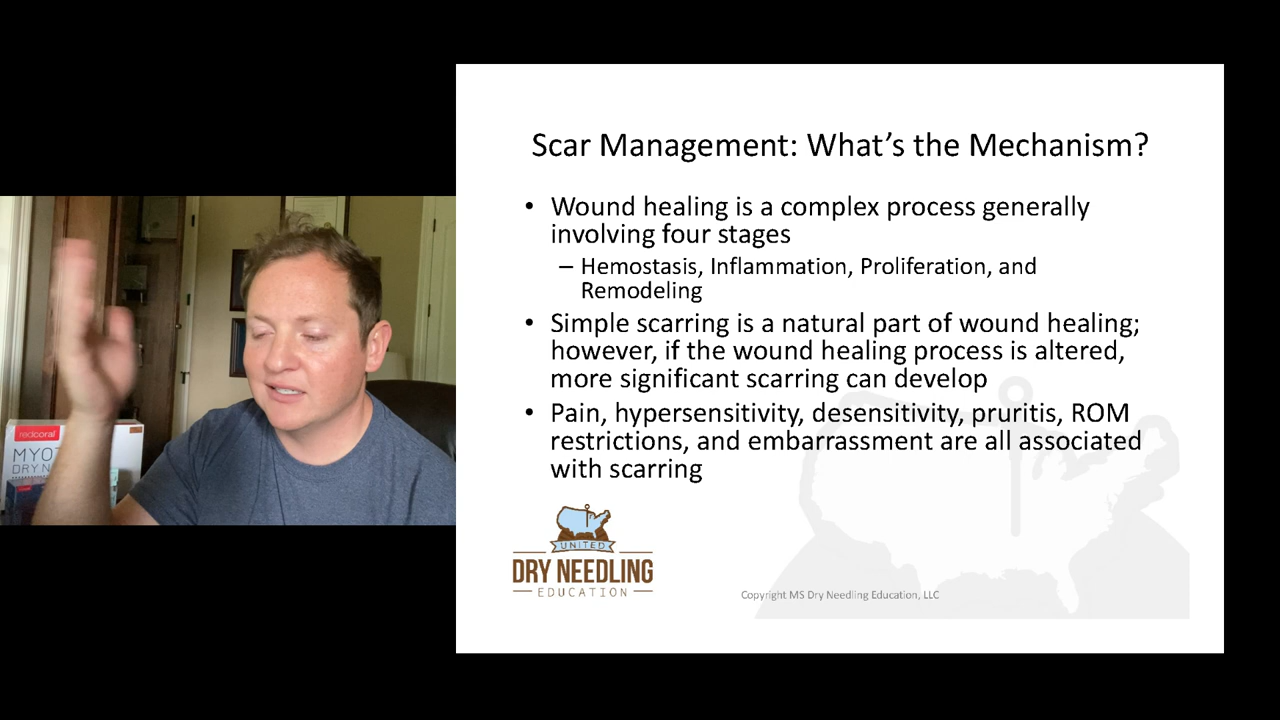 Scar Management: What's the Mechanism?
• Wound healing is a complex process generally
involving four stages
– Hemostasis, Inflammation, Proliferation, and
Remodeling
• Simple scarring is a natural part of wound healing;
however, if the wound healing process is altered,
more significant scarring can develop
• Pain, hypersensitivity, desensitivity, pruritis, ROM
restrictions, and embarrassment are all associated
with scarring
UNITED
DRY NEEDLING
EDUCATION
Copyright MS Dry Needling Education, LLC
redcoral
MYO
DRY N